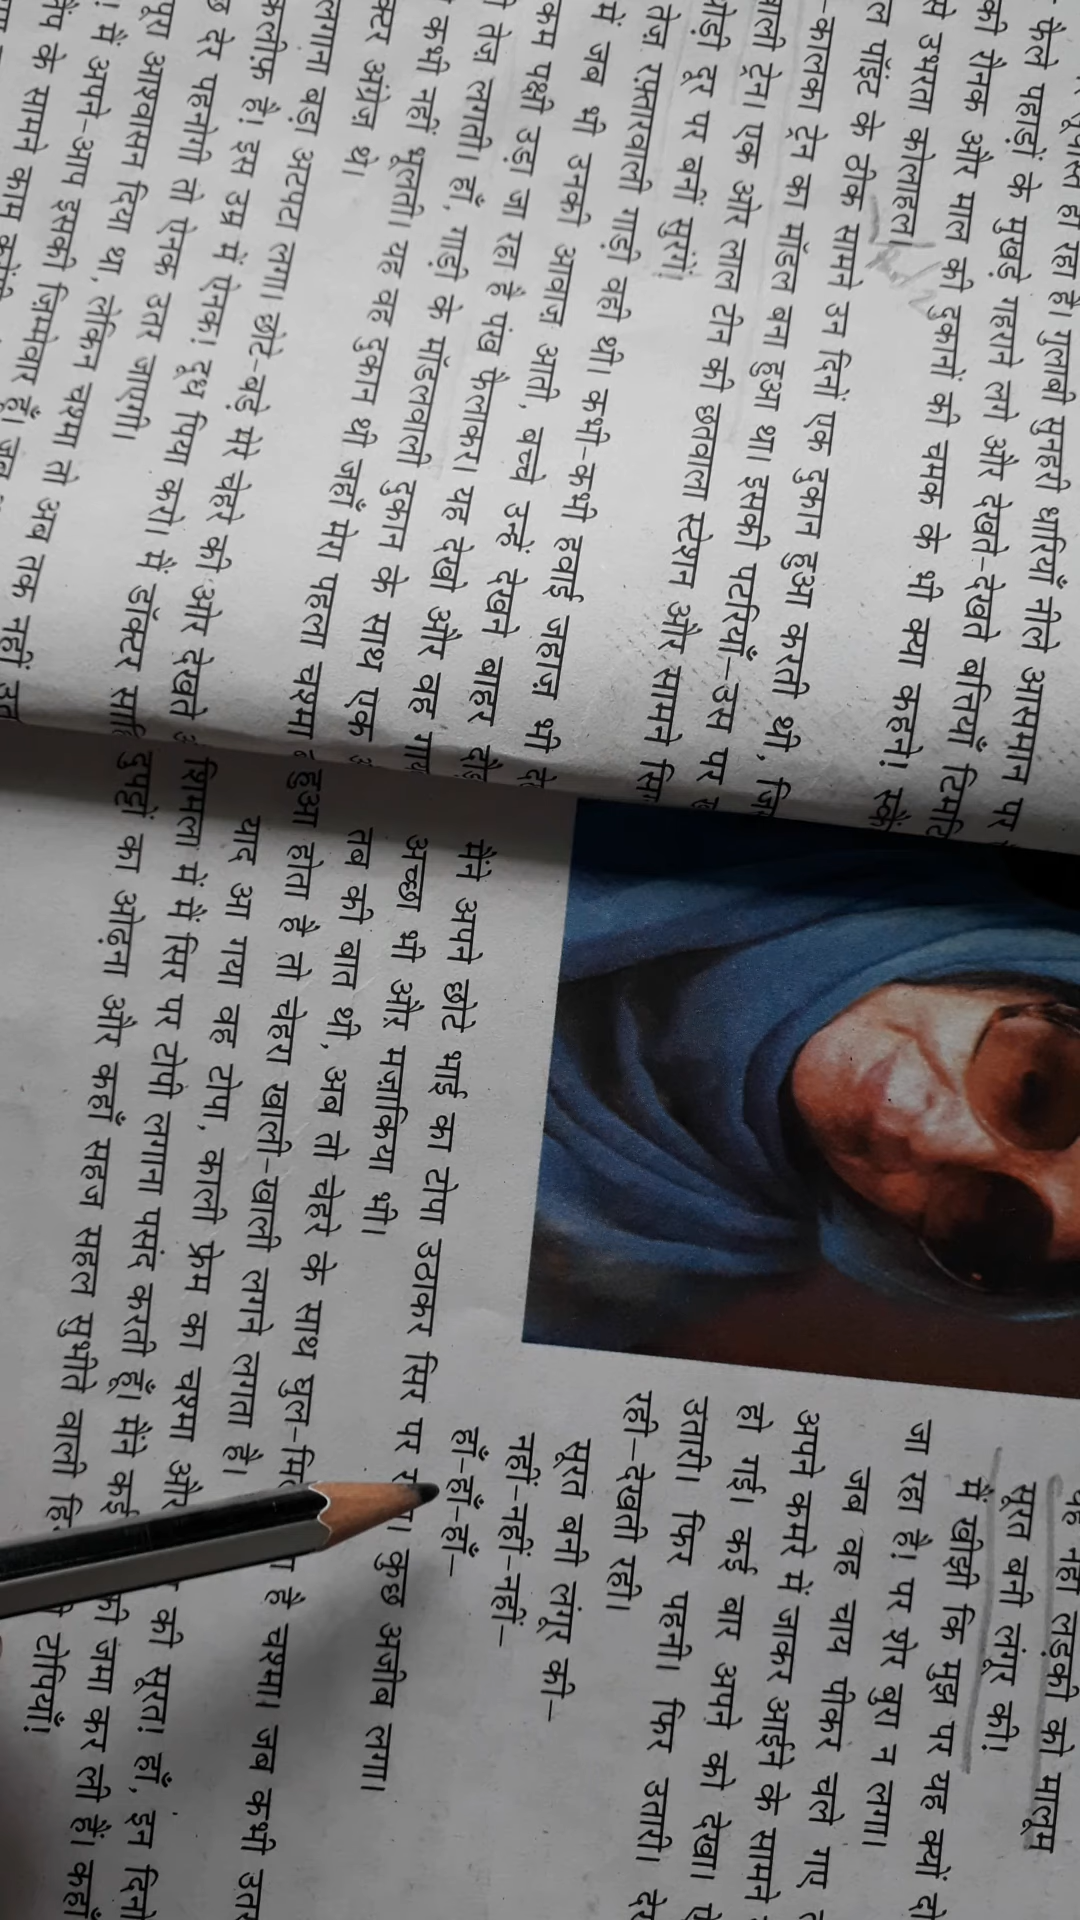 सूर्यास्त हो रहा है। गुलाबी सुनहरी धारियाँ नीले आसमान पर
फैले पहाड़ों के मुखड़े गहराने लगे और देखते-देखते बत्तियाँ
की रौनक और माल की दुकानों की चमक के भी क्या कहने! स्कैं
से उभरता कोलाहल।
पॉइंट के ठीक सामने उन दिनों एक दुकान हुआ करती थी,
कालका ट्रेन का मॉडल बना हुआ था। इसकी पटरियाँ—उस पर
ट्रेन। एक ओर लाल टीन की छतवाला स्टेशन और सामने
दूर पर बनीं सुरंगें!
तेज़ रफ़्तारवाली गाड़ी वही थी। कभी-कभी हवाई जहाज़ भी
में जब भी उनकी आवाज़ आती, बच्चे उन्हें देखने बाहर
पक्षी उड़ा जा रहा है पंख फैलाकर। यह देखो और वह
तेज़ लगती। हाँ, गाड़ी के मॉडलवाली दुकान के साथ एक
कभी नहीं भूलती। यह वह दुकान थी जहाँ मेरा पहला चश्मा
अंग्रेज़ थे।
लगाना बड़ा अटपटा लगा। छोटे-बड़े मेरे चेहरे की ओर देखते
है। इस उम्र में ऐनक! दूध पिया करो। मैं डॉक्टर
देर पहनोगी तो ऐनक उतर जाएगी।
आश्वासन दिया था, लेकिन चश्मा तो अब तक नहीं
! मैं अपने-आप इसकी ज़िम्मेवार हूँ।
के सामने काम
नहीं लड़की को मालूम
सूरत बनी लंगूर की!
मैं खीझी कि मुझ पर यह क्यों
जा रहा है! पर शेर बुरा न लगा।
जब वह चाय पीकर चले गए
अपने कमरे में जाकर आईने के सामने
हो गई। कई बार अपने को देखा।
उतारी। फिर पहनी। फिर उतारी।
रही—देखती रही।
सूरत बनी लंगूर की—
नहीं—नहीं—नहीं—
हाँ—हाँ—हाँ—
मैंने अपने छोटे भाई का टोपा उठाकर सिर पर कुछ अजीब लगा।
अच्छा भी और मज़ाकिया भी।
तब की बात थी, अब तो चेहरे के साथ है चश्मा। जब कभी
हुआ होता है तो चेहरा खाली-खाली लगने लगता है।
याद आ गया वह टोपा, काली फ्रेम का चश्मा और की सूरत! हाँ, इन दिनों
शिमला में मैं सिर पर टोपी लगाना पसंद करती हूँ। मैंने कई जमा कर ली हैं। कहाँ
दुपट्टों का ओढ़ना और कहाँ सहज सहल सुभीते वाली टोपियाँ!